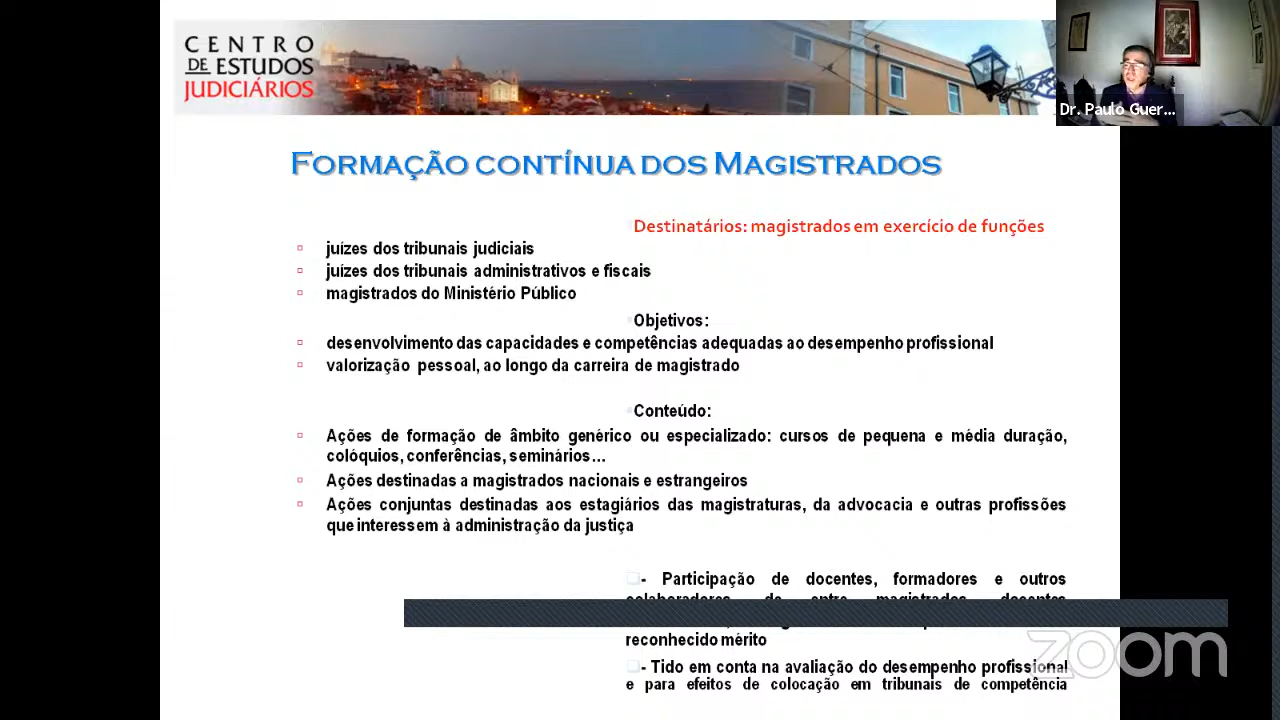 CENTRO
DE ESTUDOS
JUDICIÁRIOS
Dr. Paulo Guer...
FORMAÇÃO CONTÍNUA DOS MAGISTRADOS
Destinatários: magistrados em exercício de funções
juízes dos tribunais judiciais
juízes dos tribunais administrativos e fiscais
magistrados do Ministério Público
Objetivos:
desenvolvimento das capacidades e competências adequadas ao desempenho profissional
valorização pessoal, ao longo da carreira de magistrado
Conteúdo:
Ações de formação de âmbito genérico ou especializado: cursos de pequena e média duração,
colóquios, conferências, seminários...
Ações destinadas a magistrados nacionais e estrangeiros
Ações conjuntas destinadas aos estagiários das magistraturas, da advocacia e outras profissões
que interessem à administração da justiça
- Participação de docentes, formadores e outros
colaboradores, de entre magistrados, docentes
reconhecido mérito
- Tido em conta na avaliação do desempenho profissional
e para efeitos de colocação em tribunais de competência
zoom